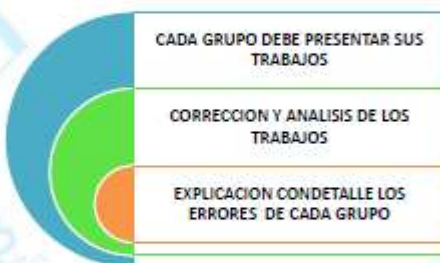 CADA GRUPO DEBE PRESENTAR SUS
TRABAJOS
CORRECCION Y ANALISIS DE LOS
TRABAJOS
EXPLICACION CONDETALLE LOS
ERRORES DE CADA GRUPO